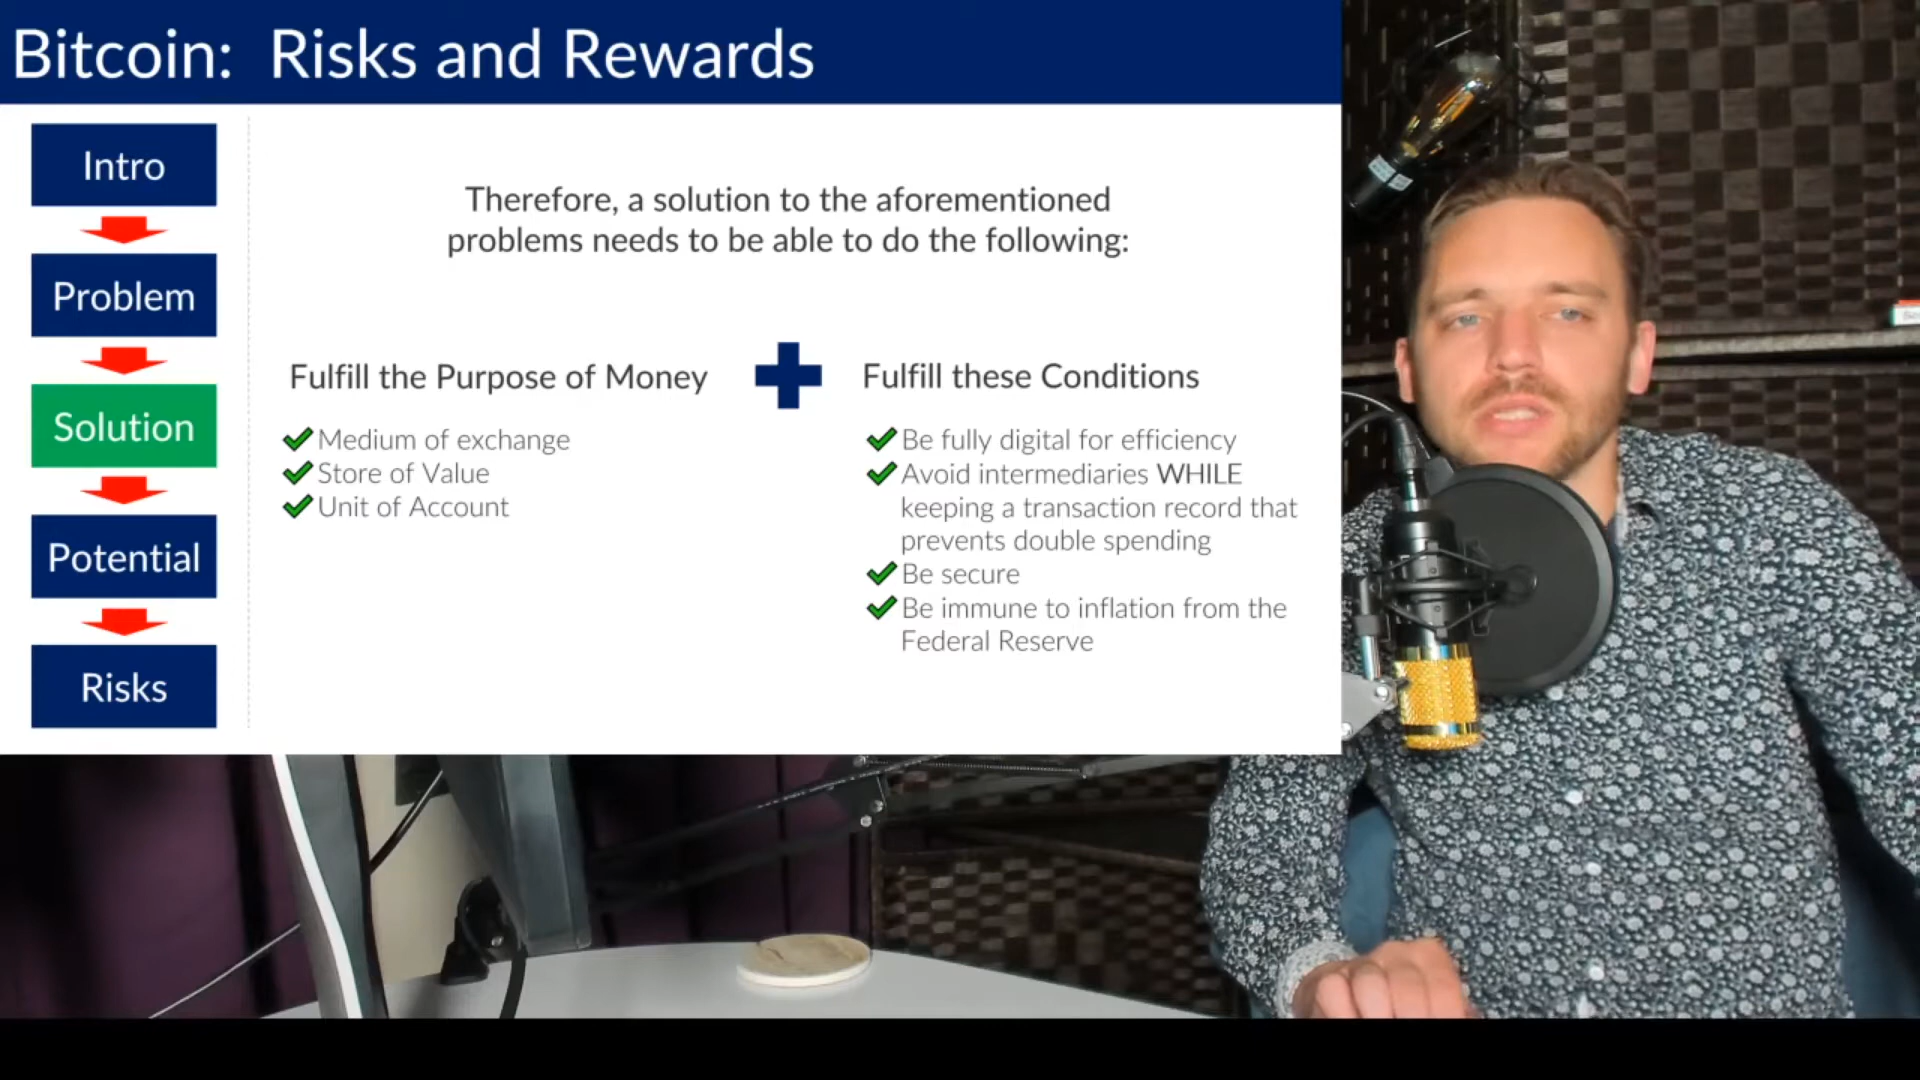 Bitcoin: Risks and Rewards
Intro
Problem
Solution
Potential
Risks
Therefore, a solution to the aforementioned
problems needs to be able to do the following:
Fulfill the Purpose of Money
Medium of exchange
Store of Value
Unit of Account
Fulfill these Conditions
Be fully digital for efficiency
Avoid intermediaries WHILE
keeping a transaction record that
prevents double spending
Be secure
Be immune to inflation from the
Federal Reserve